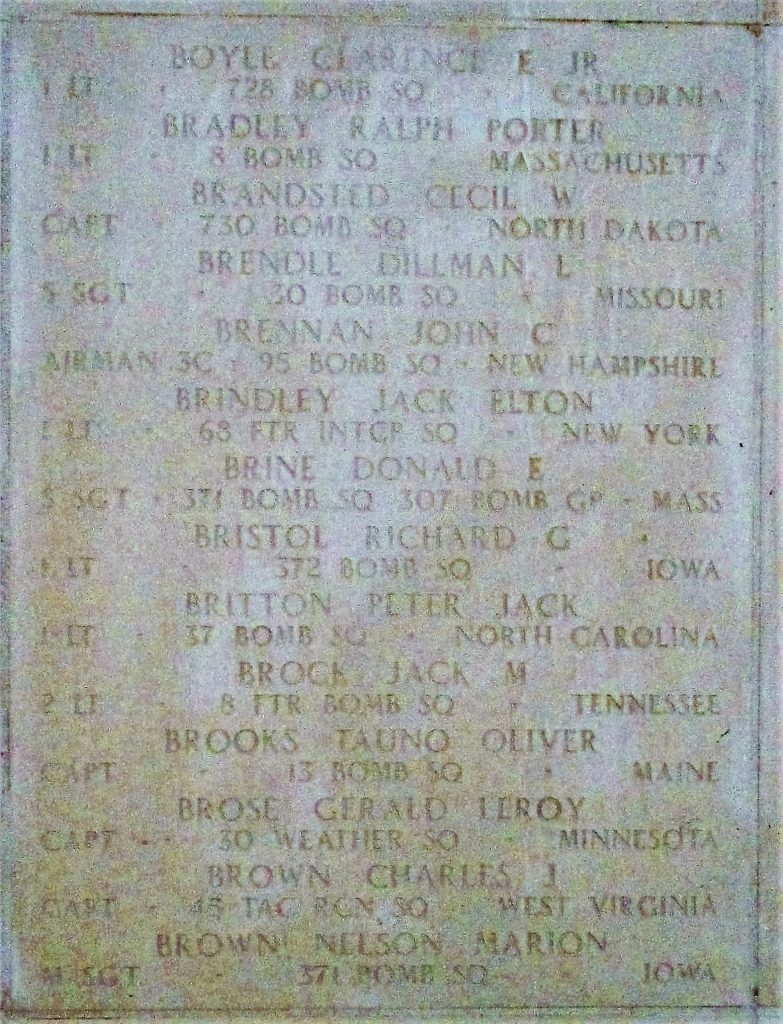 BOYLE CLARENCE E JR
1 LT · 728 BOMB SQ · CALIFORNIA
BRADLEY RALPH PORTER
1 LT · 8 BOMB SQ · MASSACHUSETTS
BRANDSTED CECIL W
CAPT · 730 BOMB SQ · NORTH DAKOTA
BRENDLE DILLMAN L
S SGT · 30 BOMB SQ · MISSOURI
BRENNAN JOHN C
AIRMAN 3C · 95 BOMB SQ · NEW HAMPSHIRE
BRINDLEY JACK ELTON
1 LT · 68 FTR INTCP SQ · NEW YORK
BRINE DONALD E
S SGT · 371 BOMB SQ 307 BOMB GP · MASS
BRISTOL RICHARD G
1 LT · 372 BOMB SQ · IOWA
BRITTON PETER JACK
1 LT · 37 BOMB SQ · NORTH CAROLINA
BROCK JACK M
2 LT · 8 FTR BOMB SQ · TENNESSEE
BROOKS TAUNO OLIVER
CAPT · 13 BOMB SQ · MAINE
BROSE GERALD LEROY
CAPT · 30 WEATHER SQ · MINNESOTA
BROWN CHARLES J
CAPT · 45 TAC RCN SQ · WEST VIRGINIA
BROWN NELSON MARION
M SGT · 371 BOMB SQ · IOWA